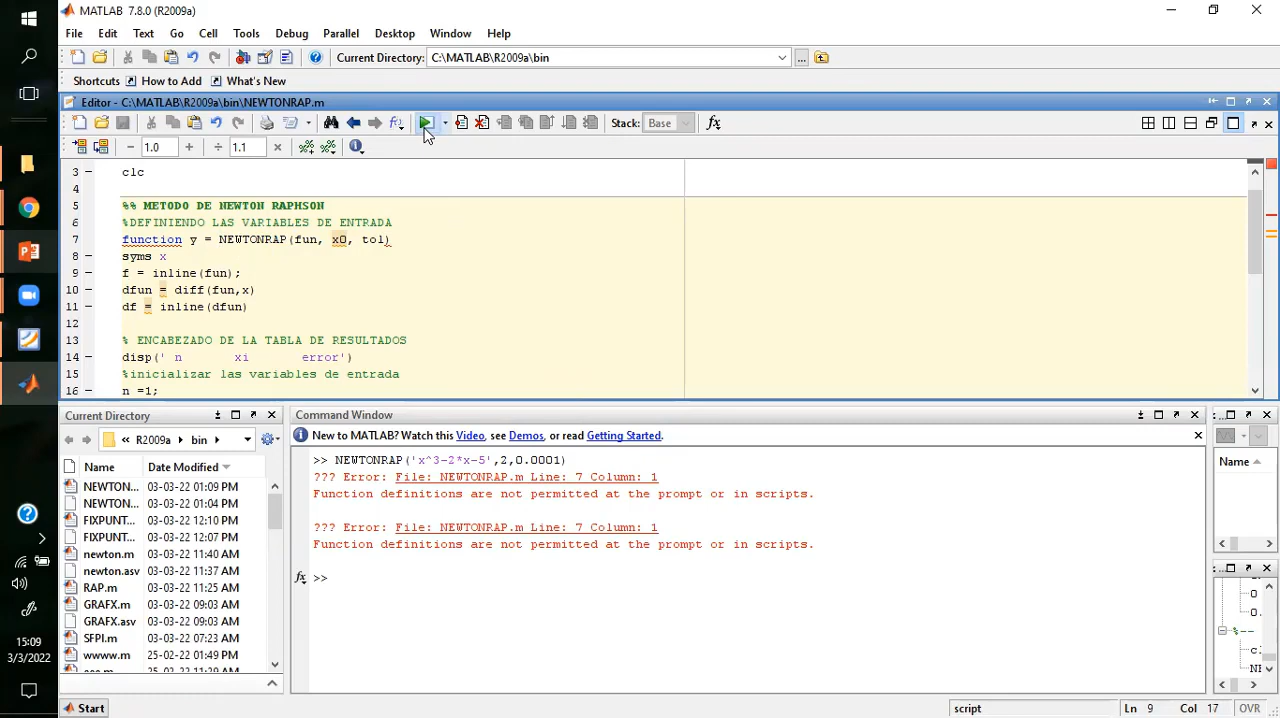 MATLAB 7.8.0 (R2009a)
File Edit Text Go Cell Tools Debug Parallel Desktop Window Help
Current Directory: C:\MATLAB\R2009a\bin
Shortcuts How to Add What's New
Editor - C:\MATLAB\R2009a\bin\NEWTONRAP.m
Stack: Base fx
− 1.0 + ÷ 1.1 ×
3 – clc
4
5 %% METODO DE NEWTON RAPHSON
6 %DEFINIENDO LAS VARIABLES DE ENTRADA
7 function y = NEWTONRAP(fun, x0, tol)
8 – syms x
9 – f = inline(fun);
10 – dfun = diff(fun,x)
11 – df = inline(dfun)
12
13 % ENCABEZADO DE LA TABLA DE RESULTADOS
14 – disp(' n xi error')
15 %inicializar las variables de entrada
16 – n =1;
Current Directory
« R2009a ▸ bin ▸
Name Date Modified
NEWTON... 03-03-22 01:09 PM
NEWTON... 03-03-22 01:04 PM
FIXPUNT... 03-03-22 12:10 PM
FIXPUNT... 03-03-22 12:07 PM
newton.m 03-03-22 11:40 AM
newton.asv 03-03-22 11:37 AM
RAP.m 03-03-22 11:25 AM
GRAFX.m 03-03-22 09:03 AM
GRAFX.asv 03-03-22 09:03 AM
SFPI.m 03-03-22 07:23 AM
wwww.m 25-02-22 01:49 PM
25-02-22 11:29 AM
Command Window
New to MATLAB? Watch this Video, see Demos, or read Getting Started.
>> NEWTONRAP('x^3-2*x-5',2,0.0001)
??? Error: File: NEWTONRAP.m Line: 7 Column: 1
Function definitions are not permitted at the prompt or in scripts.
??? Error: File: NEWTONRAP.m Line: 7 Column: 1
Function definitions are not permitted at the prompt or in scripts.
fx >>
Name
0
0.
%--
c
NE
15:09
3/3/2022
Start
script Ln 9 Col 17 OVR